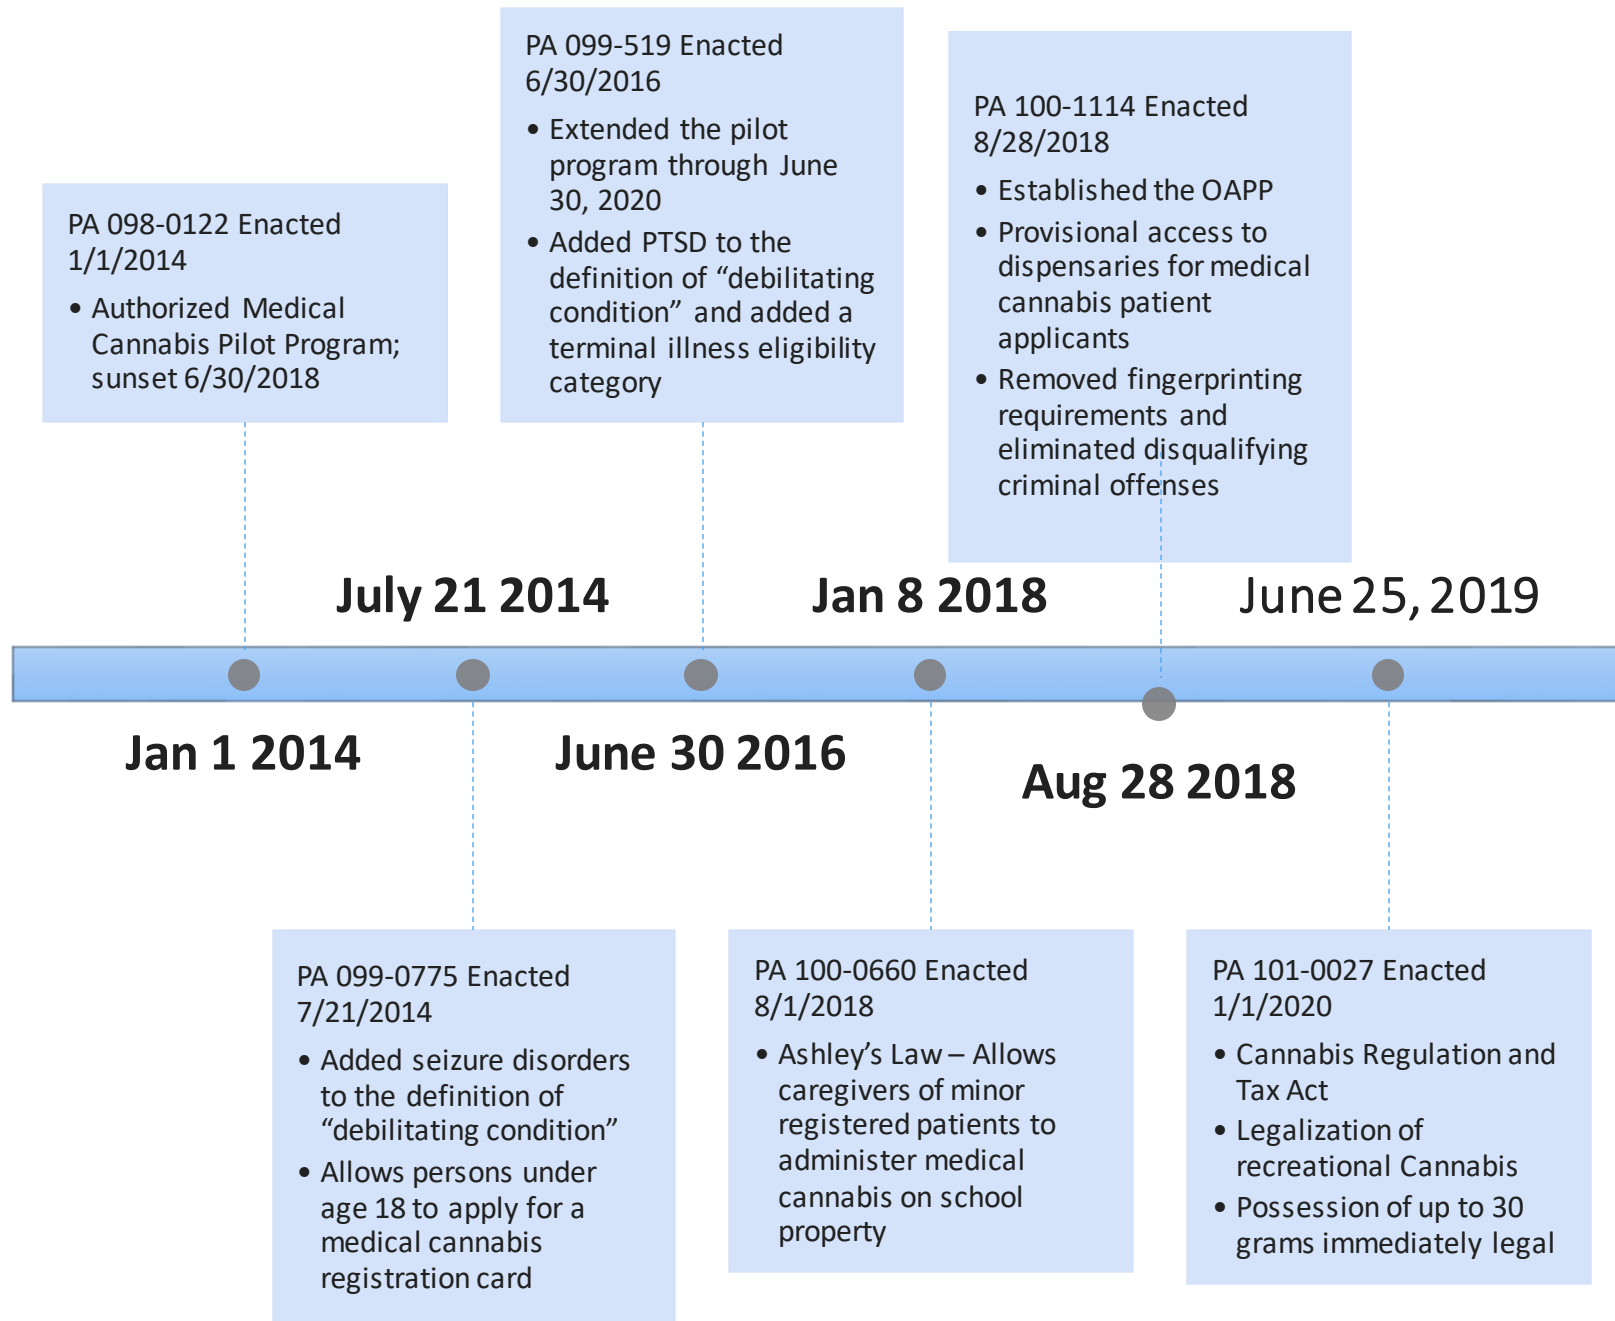 PA 098-0122 Enacted
1/1/2014
• Authorized Medical
Cannabis Pilot Program;
sunset 6/30/2018
PA 099-519 Enacted
6/30/2016
• Extended the pilot
program through June
30, 2020
• Added PTSD to the
definition of “debilitating
condition” and added a
terminal illness eligibility
category
PA 100-1114 Enacted
8/28/2018
• Established the OAPP
• Provisional access to
dispensaries for medical
cannabis patient
applicants
• Removed fingerprinting
requirements and
eliminated disqualifying
criminal offenses
July 21 2014
Jan 8 2018
June 25, 2019
Jan 1 2014
June 30 2016
Aug 28 2018
PA 099-0775 Enacted
7/21/2014
• Added seizure disorders
to the definition of
“debilitating condition”
• Allows persons under
age 18 to apply for a
medical cannabis
registration card
PA 100-0660 Enacted
8/1/2018
• Ashley’s Law – Allows
caregivers of minor
registered patients to
administer medical
cannabis on school
property
PA 101-0027 Enacted
1/1/2020
• Cannabis Regulation and
Tax Act
• Legalization of
recreational Cannabis
• Possession of up to 30
grams immediately legal